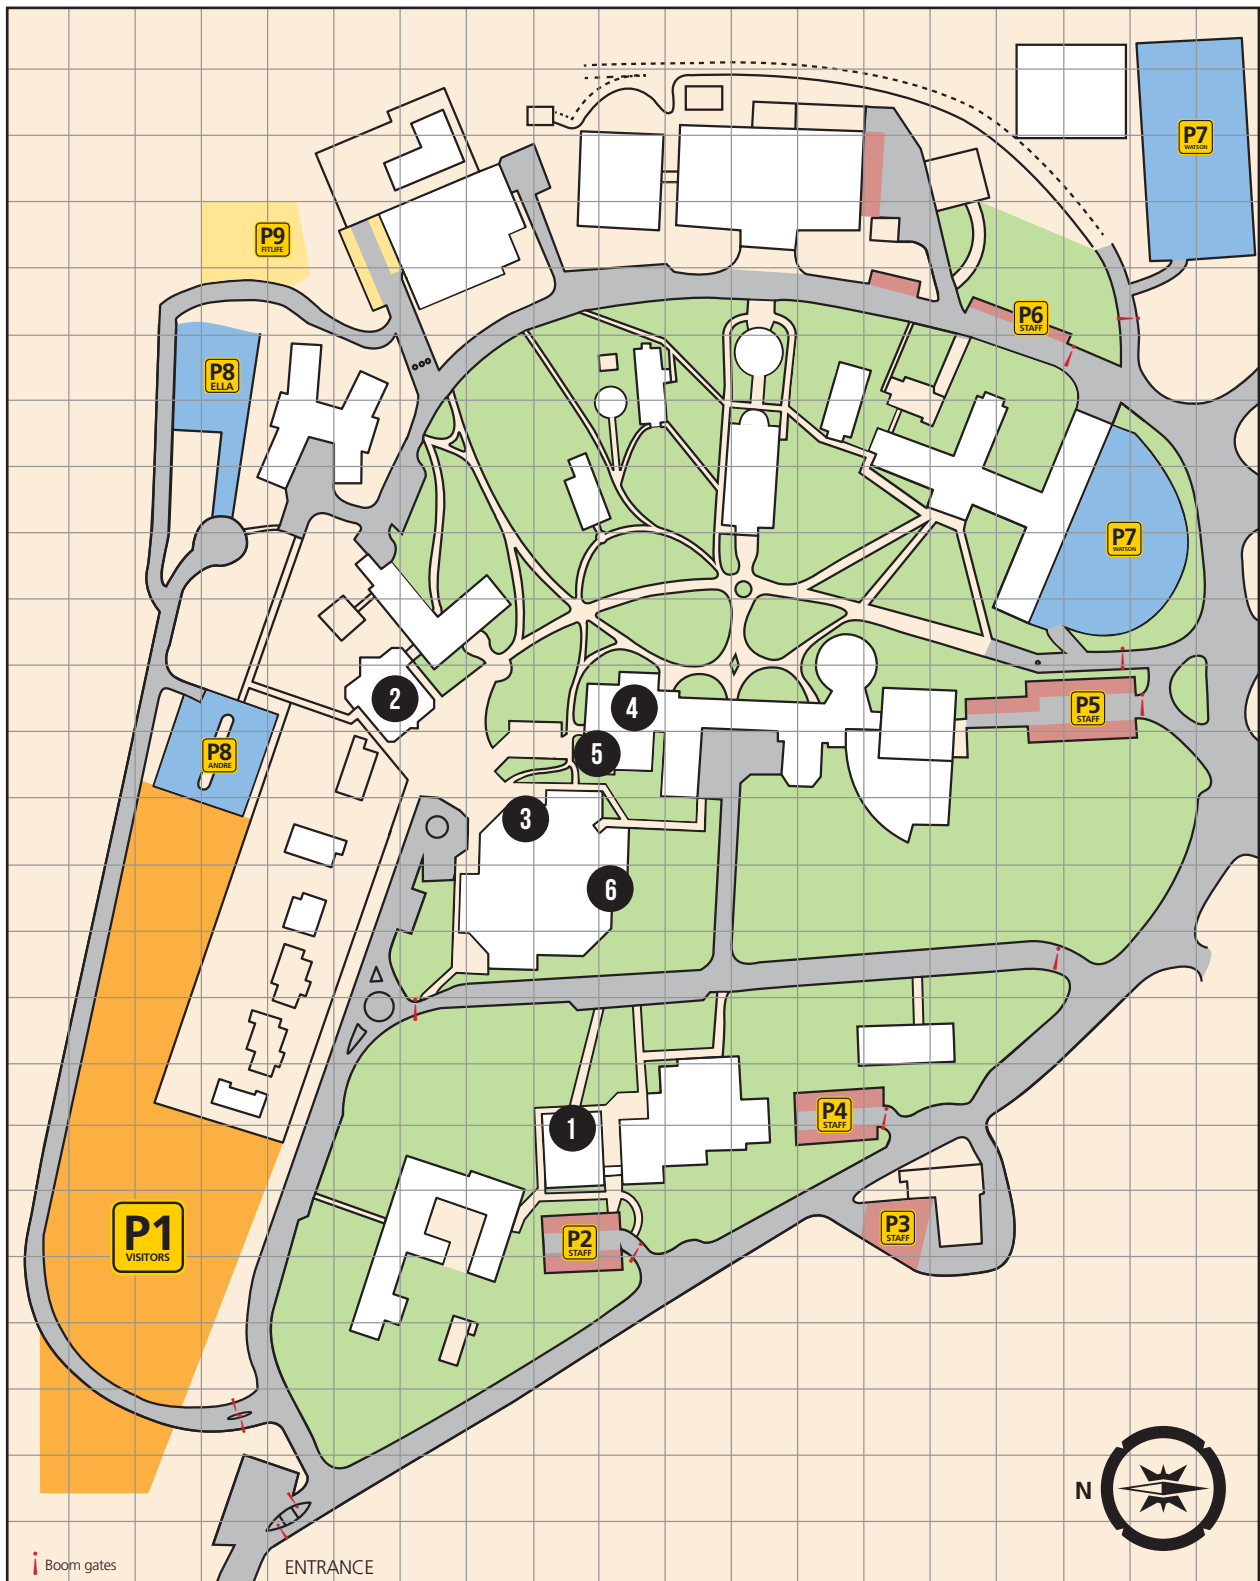 P7
WATSON
P9
FITLIFE
P6
STAFF
P8
ELLA
P7
WATSON
2
4
P5
STAFF
5
P8
ANDRE
3
6
1
P4
STAFF
P1
VISITORS
P2
STAFF
P3
STAFF
N
Boom gates
ENTRANCE